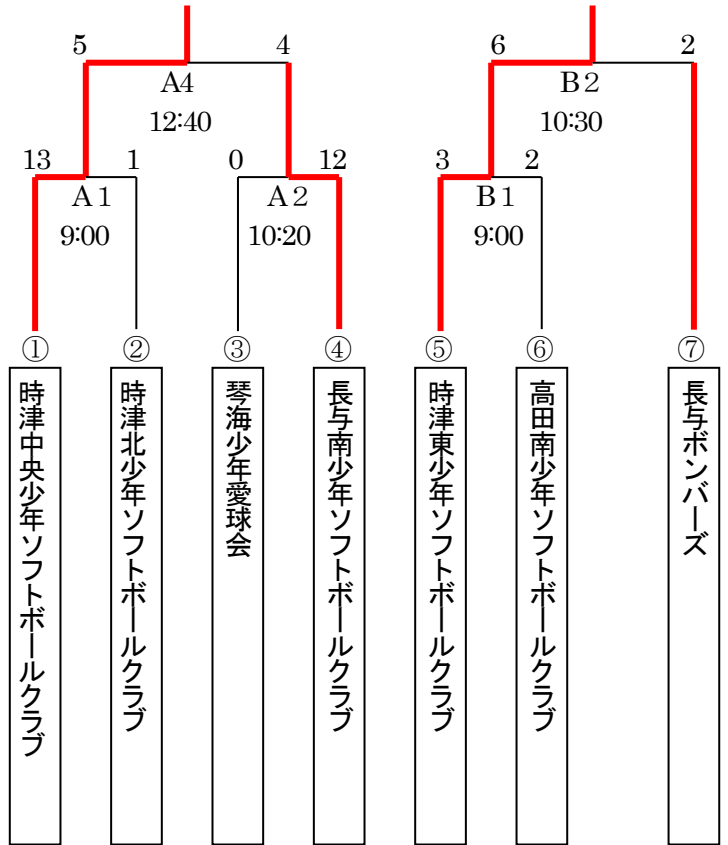 5 4 6 2
A4 B2
12:40 10:30
13 1 0 12 3 2
A1 A2 B1
9:00 10:20 9:00
① ② ③ ④ ⑤ ⑥ ⑦
時津中央少年ソフトボールクラブ
時津北少年ソフトボールクラブ
琴海少年愛球会
長与南少年ソフトボールクラブ
時津東少年ソフトボールクラブ
高田南少年ソフトボールクラブ
長与ボンバーズ